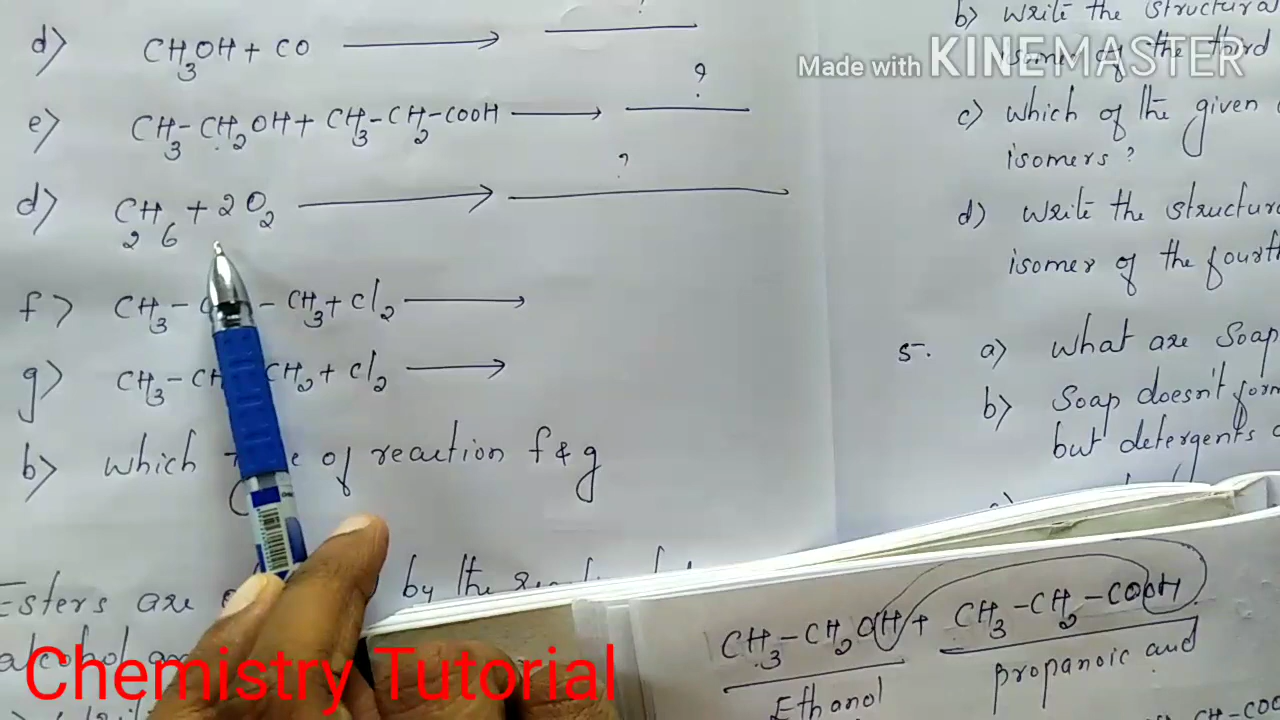 d) CH3OH + CO ⟶ ?
e) CH3-CH2OH + CH3-CH2-COOH ⟶ ?
d) C2H6 + 2O2 ⟶ ?
f) CH3- - CH3 + Cl2 ⟶
g) CH3-CH CH2 + Cl2 ⟶
b) which of reaction f & g
Esters are by the
alcohol
b) write the structural
isomer of the third
c) which of the given
isomers?
d) write the structura
isomer of the fourth
5. a) what are soap
b) soap doesn't form
but detergents
CH3-CH2OH + CH3-CH2-COOH
Ethanol propanoic
Made with KINEMASTER
Chemistry Tutorial